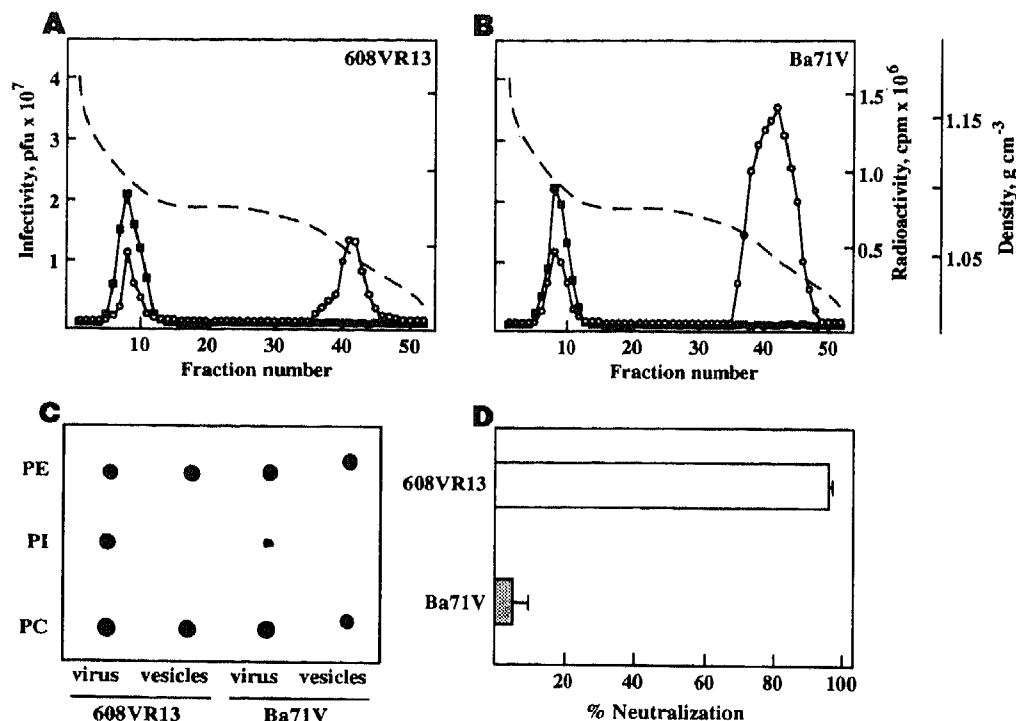 A
608VR13
Infectivity, pfu x 10^7
4
3
2
1
10 20 30 40 50
Fraction number
B
Ba71V
10 20 30 40 50
Fraction number
1.5
1.0
0.5
Radioactivity, cpm x 10^6
1.15
1.05
Density, g cm^-3
C
PE
PI
PC
virus vesicles virus vesicles
608VR13 Ba71V
D
608VR13
Ba71V
20 40 60 80 100
% Neutralization